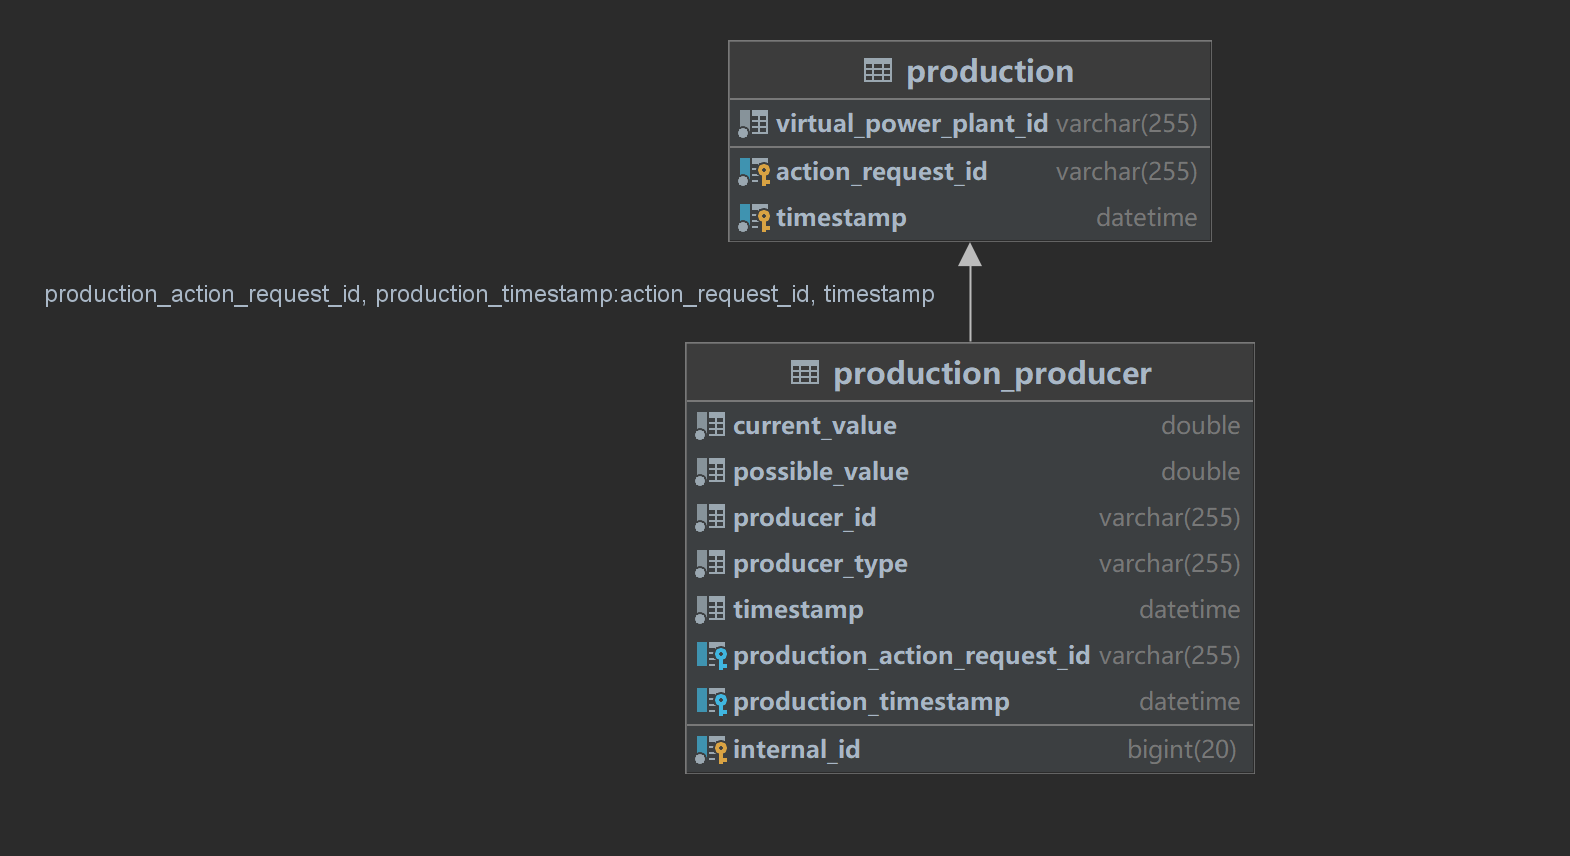 production
virtual_power_plant_id varchar(255)
action_request_id varchar(255)
timestamp datetime
production_action_request_id, production_timestamp:action_request_id, timestamp
production_producer
current_value double
possible_value double
producer_id varchar(255)
producer_type varchar(255)
timestamp datetime
production_action_request_id varchar(255)
production_timestamp datetime
internal_id bigint(20)